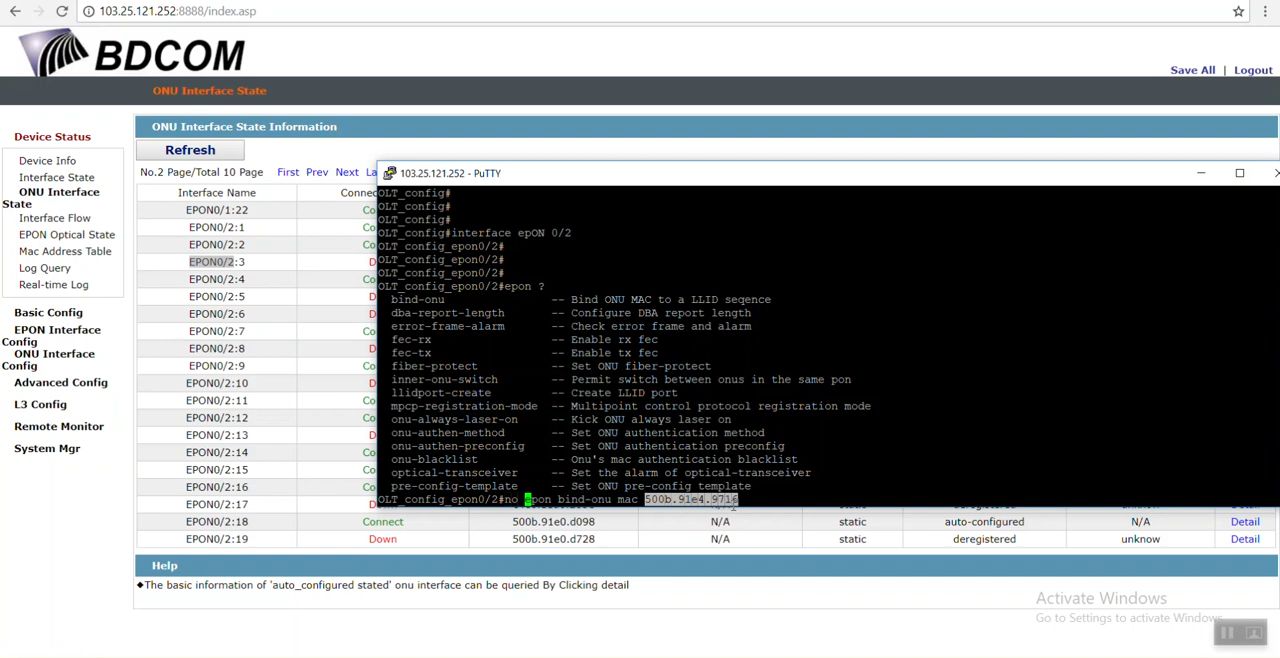 103.25.121.252:8888/index.asp
BDCOM
Save All | Logout
ONU Interface State
Device Status
Device Info
Interface State
ONU Interface
State
Interface Flow
EPON Optical State
Mac Address Table
Log Query
Real-time Log
Basic Config
EPON Interface
Config
ONU Interface
Config
Advanced Config
L3 Config
Remote Monitor
System Mgr
ONU Interface State Information
Refresh
No.2 Page/Total 10 Page First Prev Next La
Interface Name Connec
EPON0/1:22 Co
EPON0/2:1 Co
EPON0/2:2 Co
EPON0/2:3 D
EPON0/2:4 Co
EPON0/2:5 D
EPON0/2:6 D
EPON0/2:7 Co
EPON0/2:8 D
EPON0/2:9 Co
EPON0/2:10 D
EPON0/2:11 Co
EPON0/2:12 Co
EPON0/2:13 D
EPON0/2:14 Co
EPON0/2:15 Co
EPON0/2:16 Co
EPON0/2:17 D
EPON0/2:18 Connect 500b.91e0.d098 N/A static auto-configured N/A Detail
EPON0/2:19 Down 500b.91e0.d728 N/A static deregistered unknow Detail
103.25.121.252 - PuTTY
OLT_config#
OLT_config#
OLT_config#
OLT_config#interface epON 0/2
OLT_config_epon0/2#
OLT_config_epon0/2#
OLT_config_epon0/2#
OLT_config_epon0/2#epon ?
bind-onu -- Bind ONU MAC to a LLID seqence
dba-report-length -- Configure DBA report length
error-frame-alarm -- Check error frame and alarm
fec-rx -- Enable rx fec
fec-tx -- Enable tx fec
fiber-protect -- Set ONU fiber-protect
inner-onu-switch -- Permit switch between onus in the same pon
llidport-create -- Create LLID port
mpcp-registration-mode -- Multipoint control protocol registration mode
onu-always-laser-on -- Kick ONU always laser on
onu-authen-method -- Set ONU authentication method
onu-authen-preconfig -- Set ONU authentication preconfig
onu-blacklist -- Onu's mac authentication blacklist
optical-transceiver -- Set the alarm of optical-transceiver
pre-config-template -- Set ONU pre-config template
OLT_config_epon0/2#no epon bind-onu mac 500b.91e4.9716
Help
◆The basic information of 'auto_configured stated' onu interface can be queried By Clicking detail
Activate Windows
Go to Settings to activate Windows